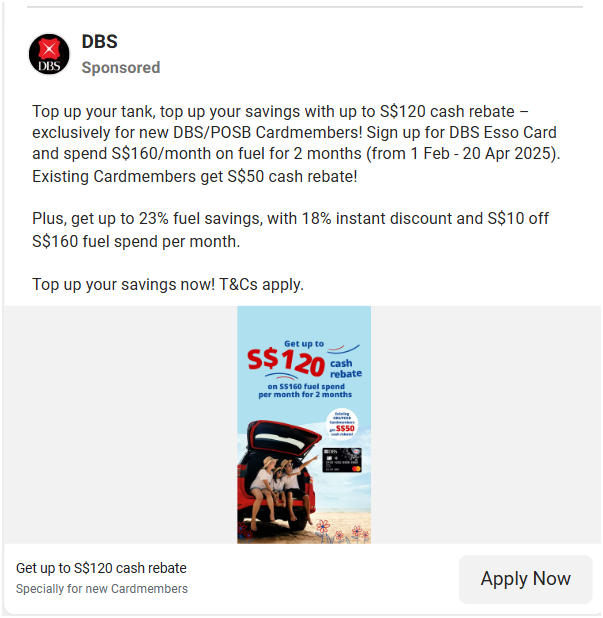 DBS
DBS
Sponsored
Top up your tank, top up your savings with up to S$120 cash rebate –
exclusively for new DBS/POSB Cardmembers! Sign up for DBS Esso Card
and spend S$160/month on fuel for 2 months (from 1 Feb - 20 Apr 2025).
Existing Cardmembers get S$50 cash rebate!
Plus, get up to 23% fuel savings, with 18% instant discount and S$10 off
S$160 fuel spend per month.
Top up your savings now! T&Cs apply.
Get up to
S$120 cash
rebate
on S$160 fuel spend
per month for 2 months
Existing
DBS/POSB
Cardmembers
get S$50
cash rebate!
DBS
Get up to S$120 cash rebate
Specially for new Cardmembers
Apply Now